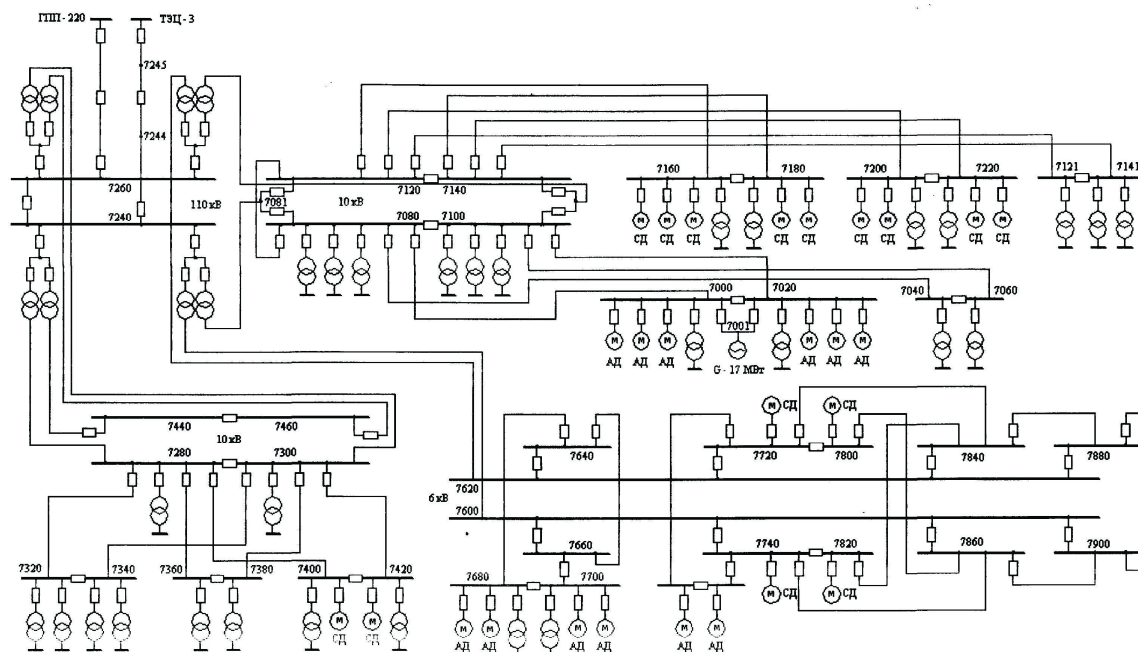 ГПП - 220 ТЭЦ - 3
7245
7244
7260
7240
110 кВ
7081
10 кВ
7120 7140
7080 7100
7160 7180 7200 7220 7121 7141
М М М М М М М М М М
СД СД СД СД СД СД СД СД СД
7000 7020 7040 7060
7001
М М М М М М
АД АД АД АД АД АД
G - 17 МВт
7440 7460
10 кВ
7280 7300
7320 7340 7360 7380 7400 7420
М М
СД СД
М СД М СД
7640 7720 7800 7840 7880
7620
6 кВ
7600
7660 7740 7820 7860 7900
М СД М СД
7680 7700
М М М М М М
АД АД АД АД АД АД